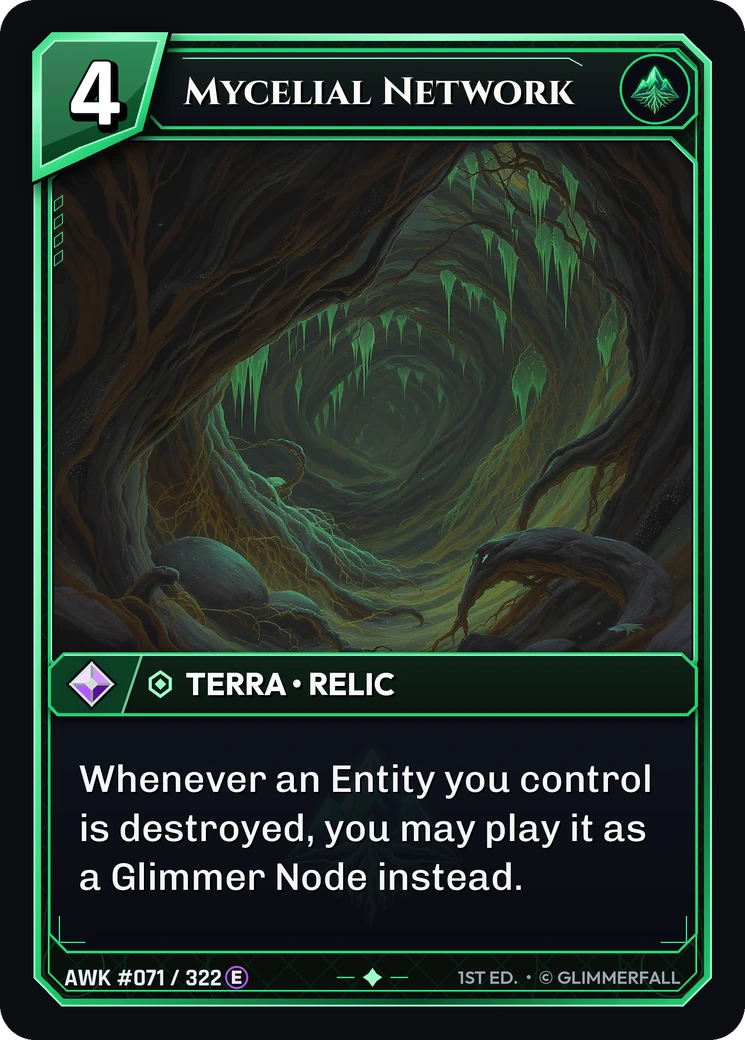 4
Mycelial Network
TERRA • RELIC
Whenever an Entity you control
is destroyed, you may play it as
a Glimmer Node instead.
AWK #071 / 322 E
1ST ED. • © GLIMMERFALL